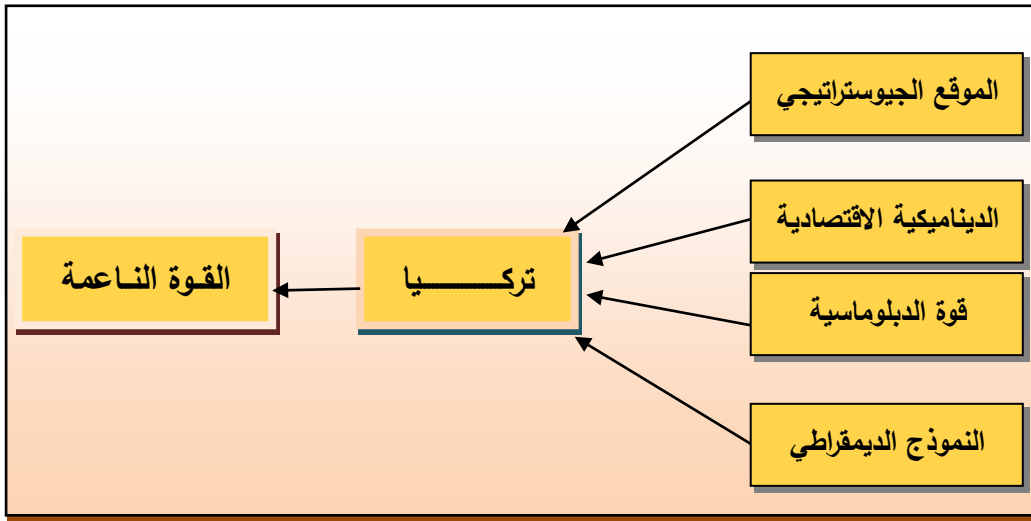 الموقع الجيوستراتيجي
الديناميكية الاقتصادية
قوة الدبلوماسية
النموذج الديمقراطي
تركـــــــيا
القـوة النـاعمة